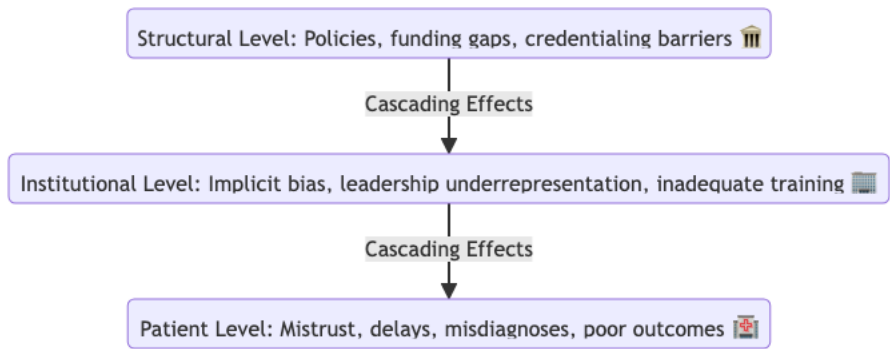 Structural Level: Policies, funding gaps, credentialing barriers 🏛️
Cascading Effects
Institutional Level: Implicit bias, leadership underrepresentation, inadequate training 🏢
Cascading Effects
Patient Level: Mistrust, delays, misdiagnoses, poor outcomes 🏥